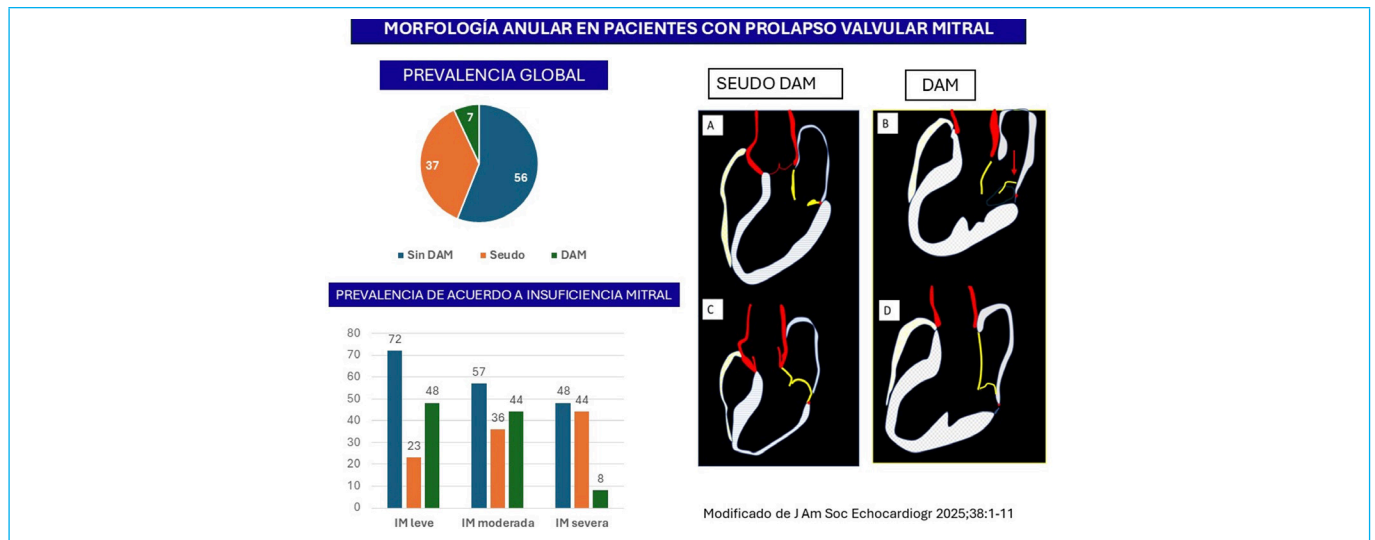 MORFOLOGÍA ANULAR EN PACIENTES CON PROLAPSO VALVULAR MITRAL
PREVALENCIA GLOBAL
7
37
56
Sin DAM Seudo DAM
PREVALENCIA DE ACUERDO A INSUFICIENCIA MITRAL
80
70
60
50
40
30
20
10
0
72
23
48
57
36
44
48
44
8
IM leve IM moderada IM severa
SEUDO DAM
DAM
A
B
C
D
Modificado de J Am Soc Echocardiogr 2025;38:1-11